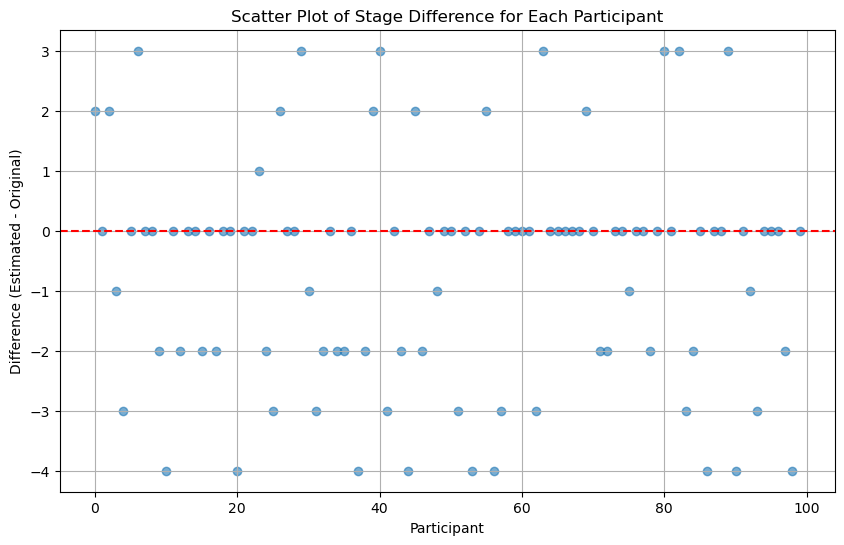 Scatter Plot of Stage Difference for Each Participant
Difference (Estimated - Original)
3
2
1
0
−1
−2
−3
−4
0 20 40 60 80 100
Participant